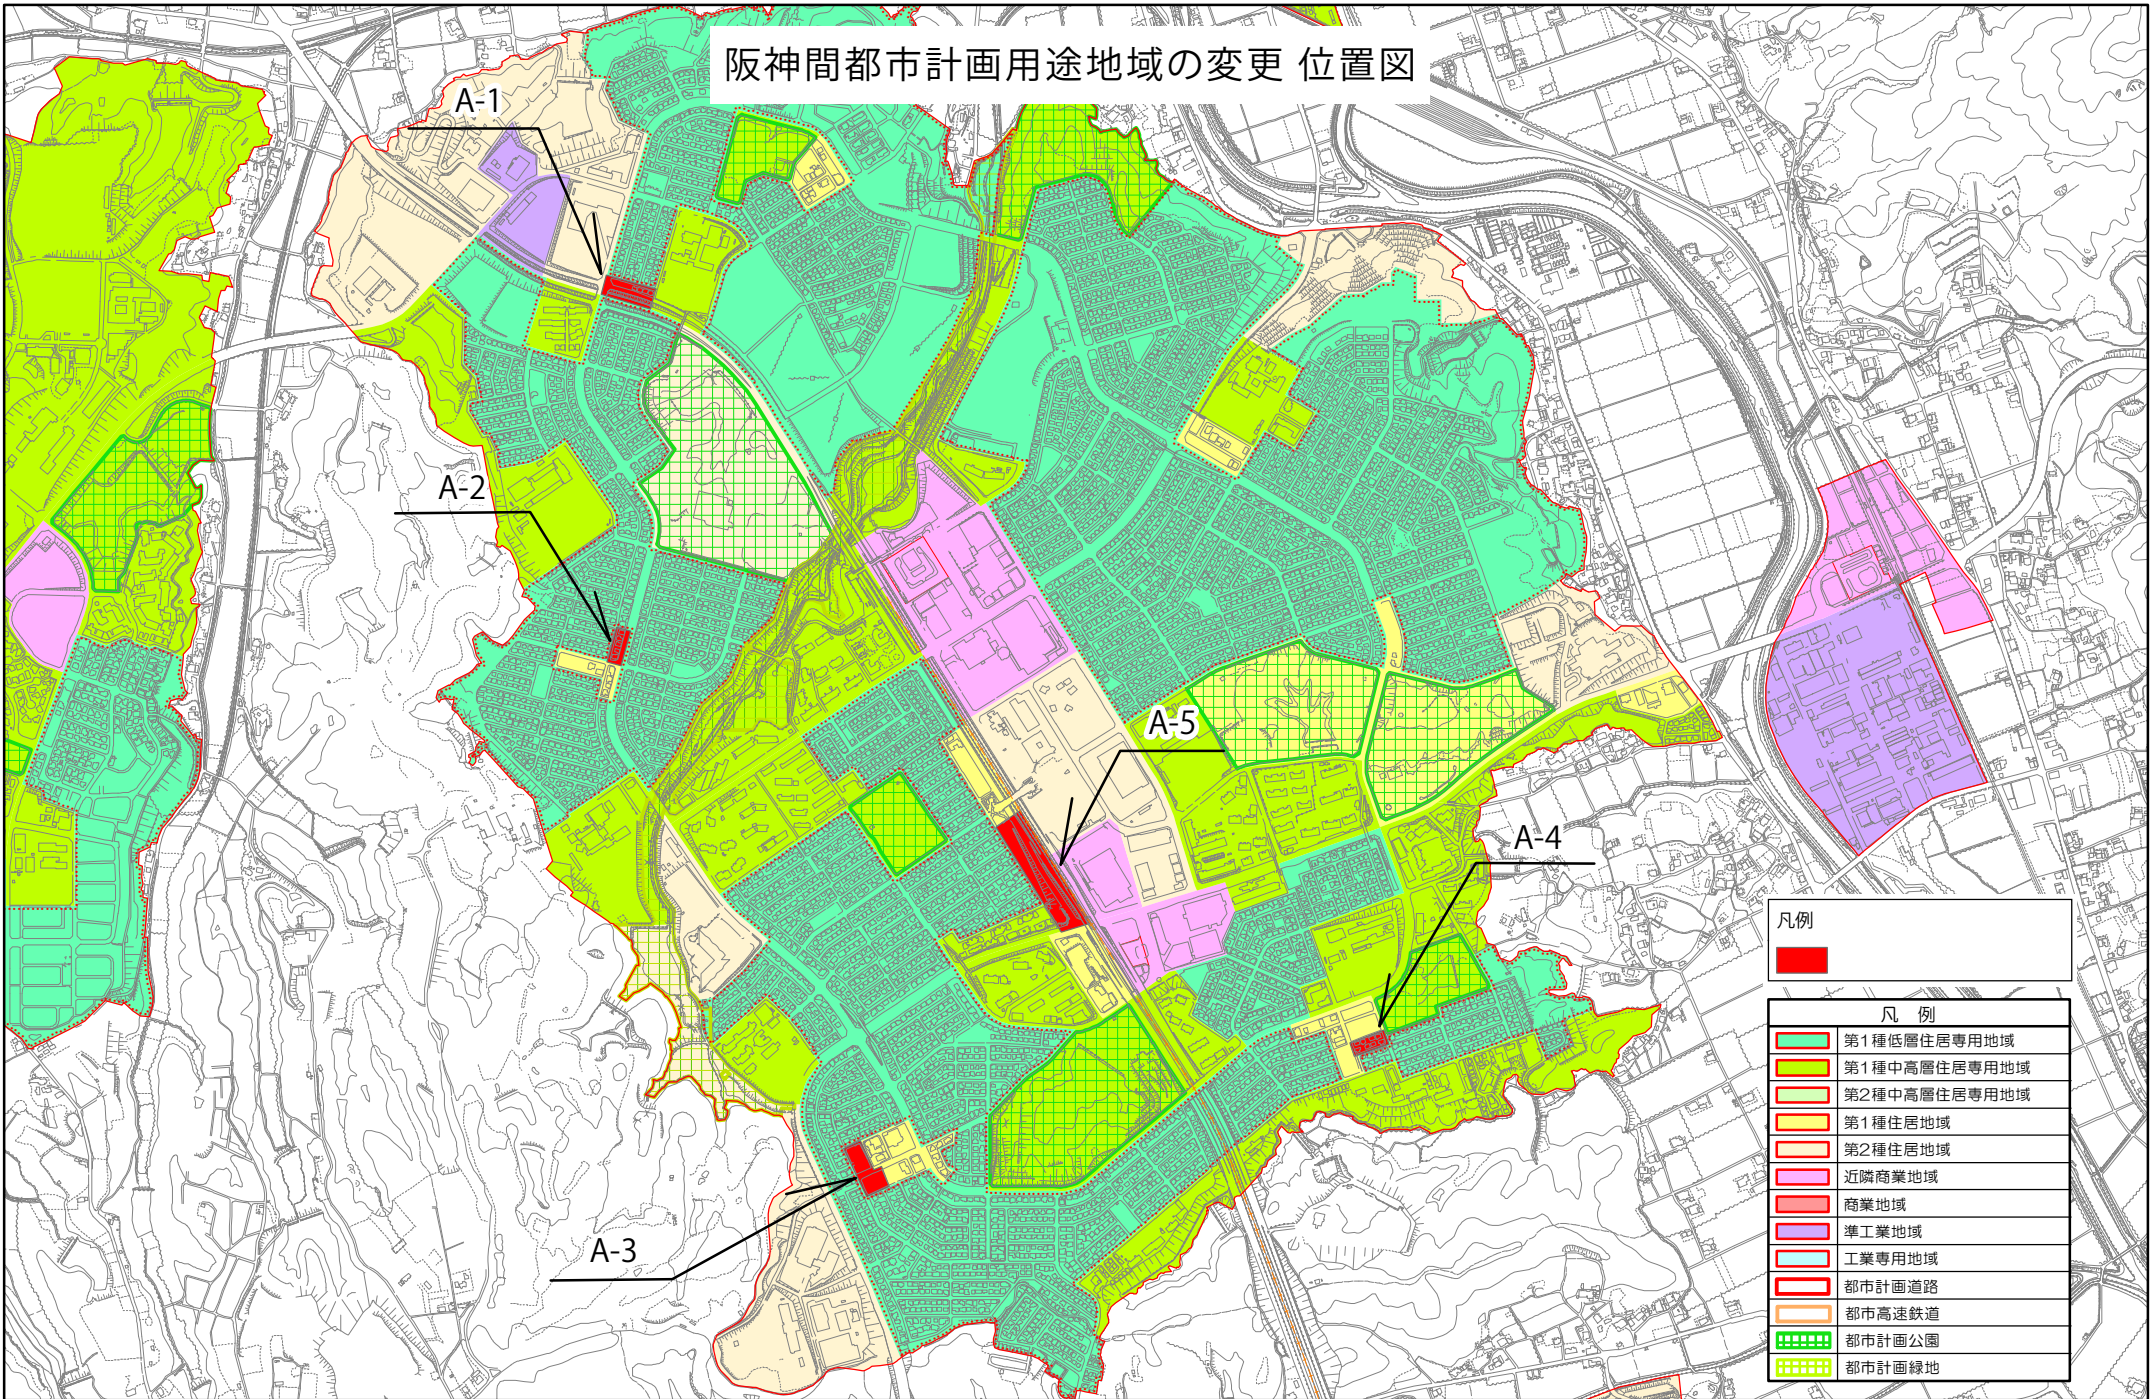 阪神間都市計画用途地域の変更 位置図
A-1
A-2
A-5
A-4
A-3
凡例
凡 例
第1種低層住居専用地域
第1種中高層住居専用地域
第2種中高層住居専用地域
第1種住居地域
第2種住居地域
近隣商業地域
商業地域
準工業地域
工業専用地域
都市計画道路
都市高速鉄道
都市計画公園
都市計画緑地